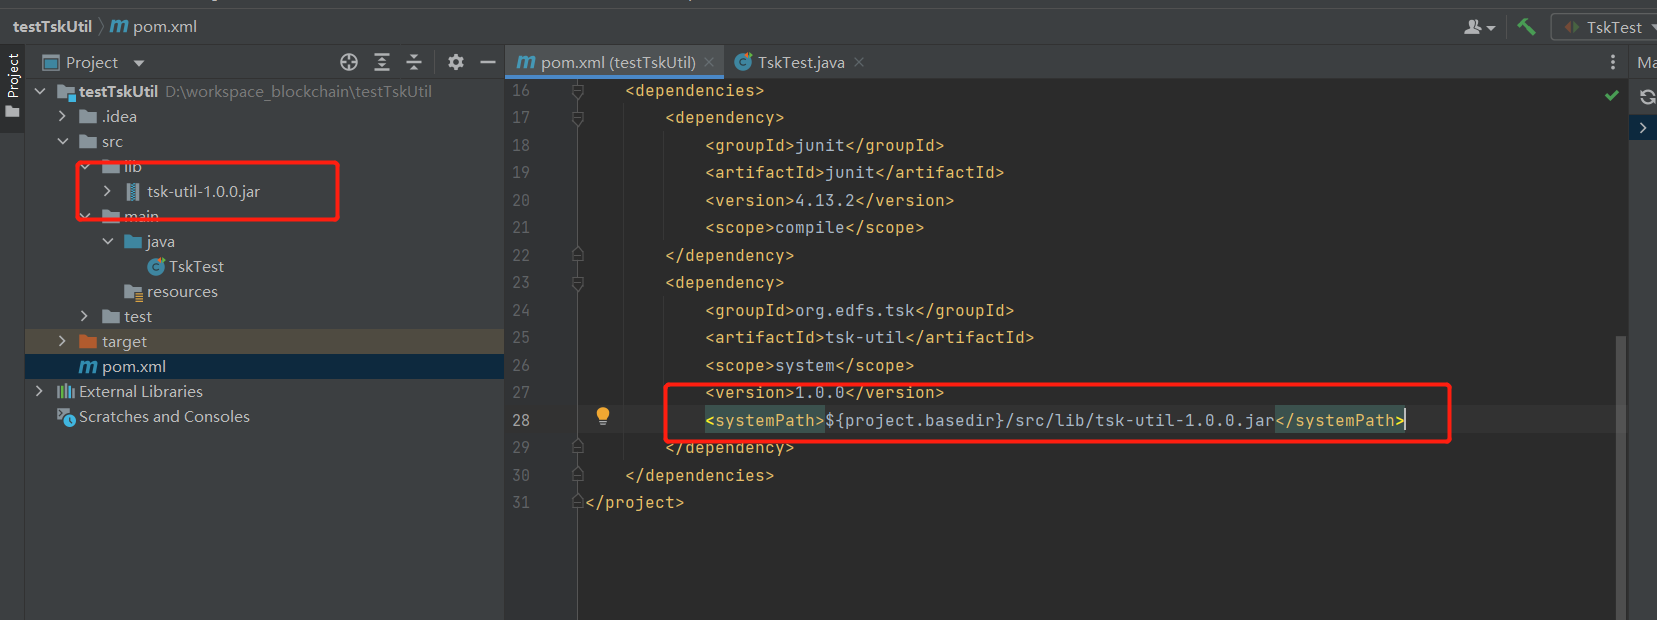 testTskUtil pom.xml
TskTest
Project
Project
pom.xml (testTskUtil)
TskTest.java
testTskUtil D:\workspace_blockchain\testTskUtil
.idea
src
lib
tsk-util-1.0.0.jar
main
java
TskTest
resources
test
target
pom.xml
External Libraries
Scratches and Consoles
16 <dependencies>
17 <dependency>
18 <groupId>junit</groupId>
19 <artifactId>junit</artifactId>
20 <version>4.13.2</version>
21 <scope>compile</scope>
22 </dependency>
23 <dependency>
24 <groupId>org.edfs.tsk</groupId>
25 <artifactId>tsk-util</artifactId>
26 <scope>system</scope>
27 <version>1.0.0</version>
28 <systemPath>${project.basedir}/src/lib/tsk-util-1.0.0.jar</systemPath>
29 </dependency>
30 </dependencies>
31 </project>